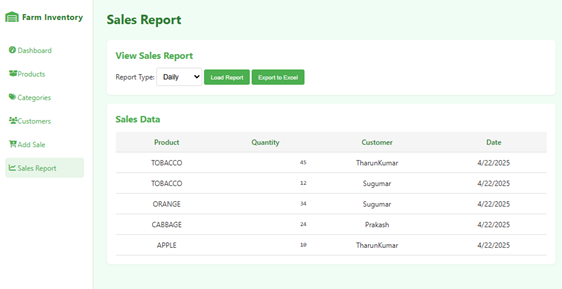 Farm Inventory
Dashboard
Products
Categories
Customers
Add Sale
Sales Report
Sales Report
View Sales Report
Report Type: Daily Load Report Export to Excel
Sales Data
Product Quantity Customer Date
TOBACCO 45 TharunKumar 4/22/2025
TOBACCO 12 Sugumar 4/22/2025
ORANGE 34 Sugumar 4/22/2025
CABBAGE 24 Prakash 4/22/2025
APPLE 10 TharunKumar 4/22/2025